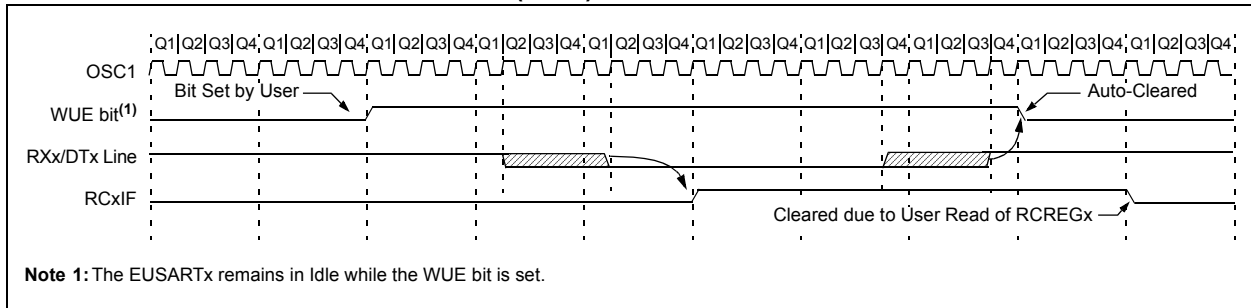 Q1 Q2 Q3 Q4 Q1 Q2 Q3 Q4 Q1 Q2 Q3 Q4 Q1 Q2 Q3 Q4 Q1 Q2 Q3 Q4 Q1 Q2 Q3 Q4 Q1 Q2 Q3 Q4 Q1 Q2 Q3 Q4 Q1 Q2 Q3 Q4 Q1 Q2 Q3 Q4
OSC1
Bit Set by User
Auto-Cleared
WUE bit(1)
RXx/DTx Line
RCxIF
Cleared due to User Read of RCREGx
Note 1: The EUSARTx remains in Idle while the WUE bit is set.